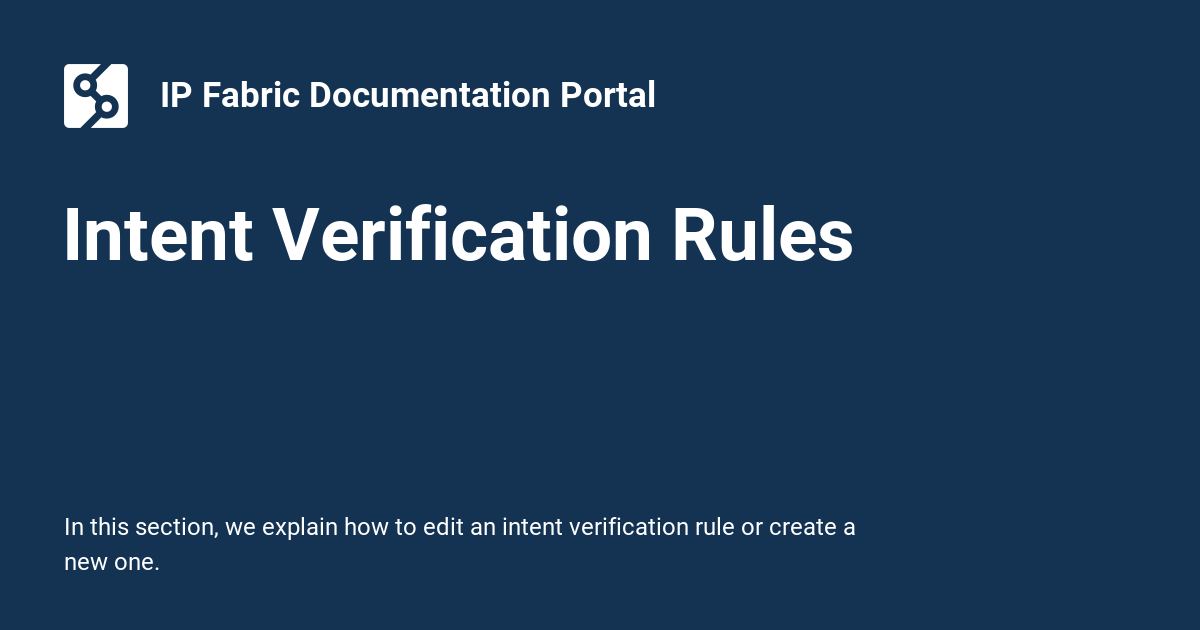 IP Fabric Documentation Portal
Intent Verification Rules
In this section, we explain how to edit an intent verification rule or create a
new one.